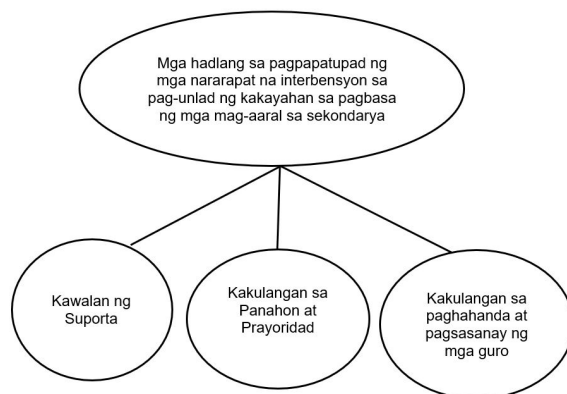 Mga hadlang sa pagpapatupad ng
mga nararapat na interbensyon sa
pag-unlad ng kakayahan sa pagbasa
ng mga mag-aaral sa sekondarya
Kawalan ng
Suporta
Kakulangan sa
Panahon at
Prayoridad
Kakulangan sa
paghahanda at
pagsasanay ng
mga guro